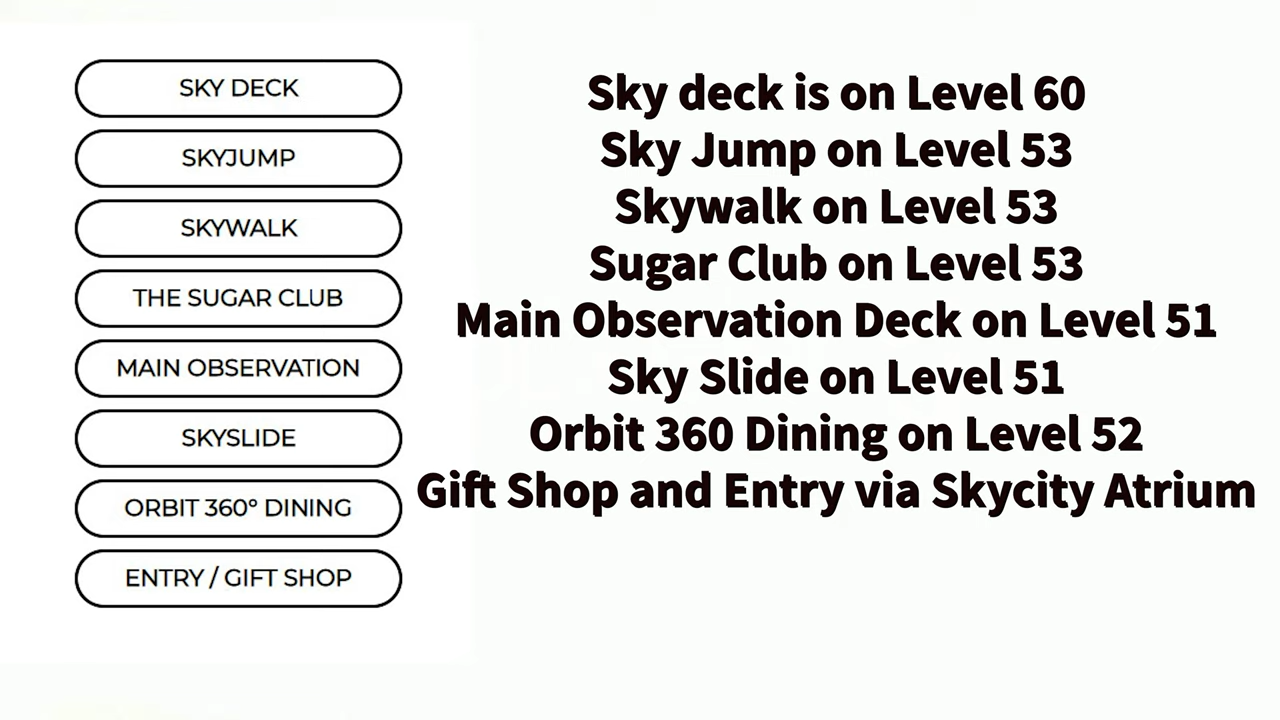 SKY DECK
SKYJUMP
SKYWALK
THE SUGAR CLUB
MAIN OBSERVATION
SKYSLIDE
ORBIT 360° DINING
ENTRY / GIFT SHOP
Sky deck is on Level 60
Sky Jump on Level 53
Skywalk on Level 53
Sugar Club on Level 53
Main Observation Deck on Level 51
Sky Slide on Level 51
Orbit 360 Dining on Level 52
Gift Shop and Entry via Skycity Atrium